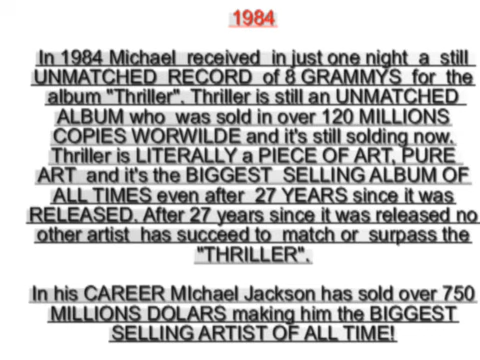 1984
In 1984 Michael received in just one night a still
UNMATCHED RECORD of 8 GRAMMYS for the
album "Thriller". Thriller is still an UNMATCHED
ALBUM who was sold in over 120 MILLIONS
COPIES WORWILDE and it's still solding now.
Thriller is LITERALLY a PIECE OF ART, PURE
ART and it's the BIGGEST SELLING ALBUM OF
ALL TIMES even after 27 YEARS since it was
RELEASED. After 27 years since it was released no
other artist has succeed to match or surpass the
"THRILLER".
In his CAREER MIchael Jackson has sold over 750
MILLIONS DOLARS making him the BIGGEST
SELLING ARTIST OF ALL TIME!